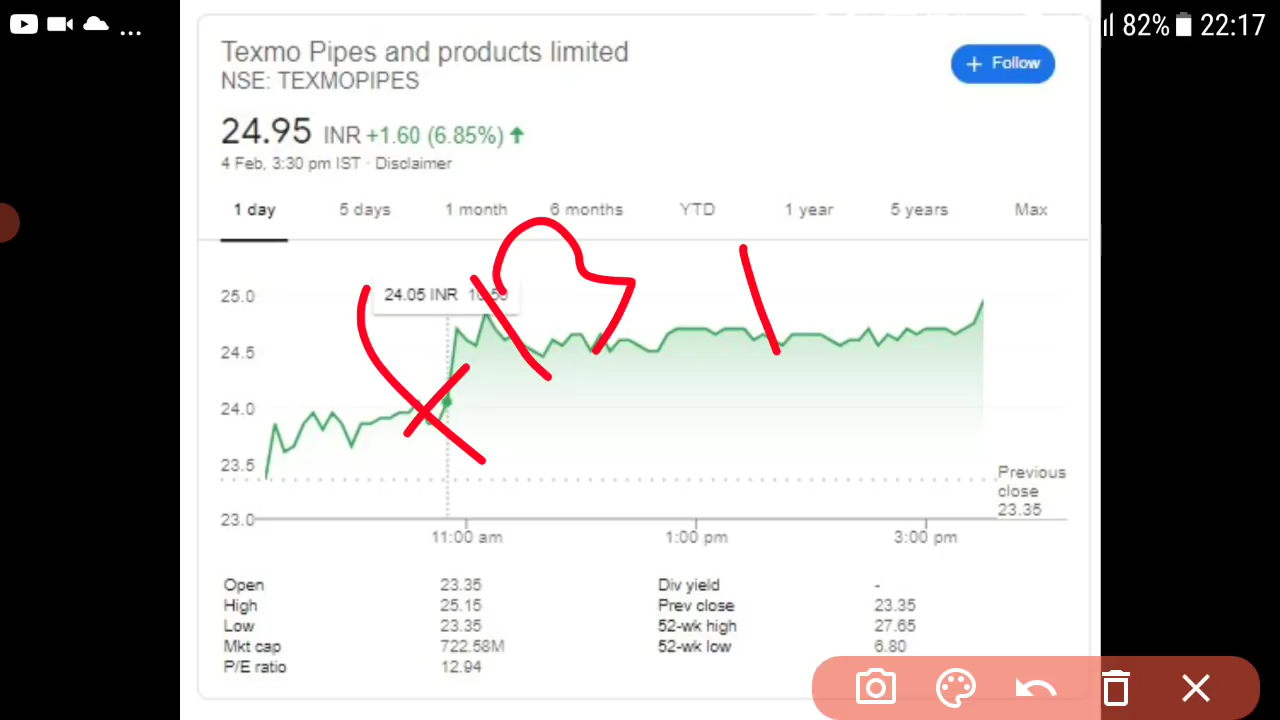 ... 82% 22:17
Texmo Pipes and products limited
NSE: TEXMOPIPES
+ Follow
24.95 INR +1.60 (6.85%)
4 Feb, 3:30 pm IST · Disclaimer
1 day 5 days 1 month 6 months YTD 1 year 5 years Max
24.05 INR
25.0
24.5
24.0
23.5
23.0
Previous
close
23.35
11:00 am 1:00 pm 3:00 pm
Open 23.35 Div yield -
High 25.15 Prev close 23.35
Low 23.35 52-wk high 27.65
Mkt cap 722.58M 52-wk low 6.80
P/E ratio 12.94